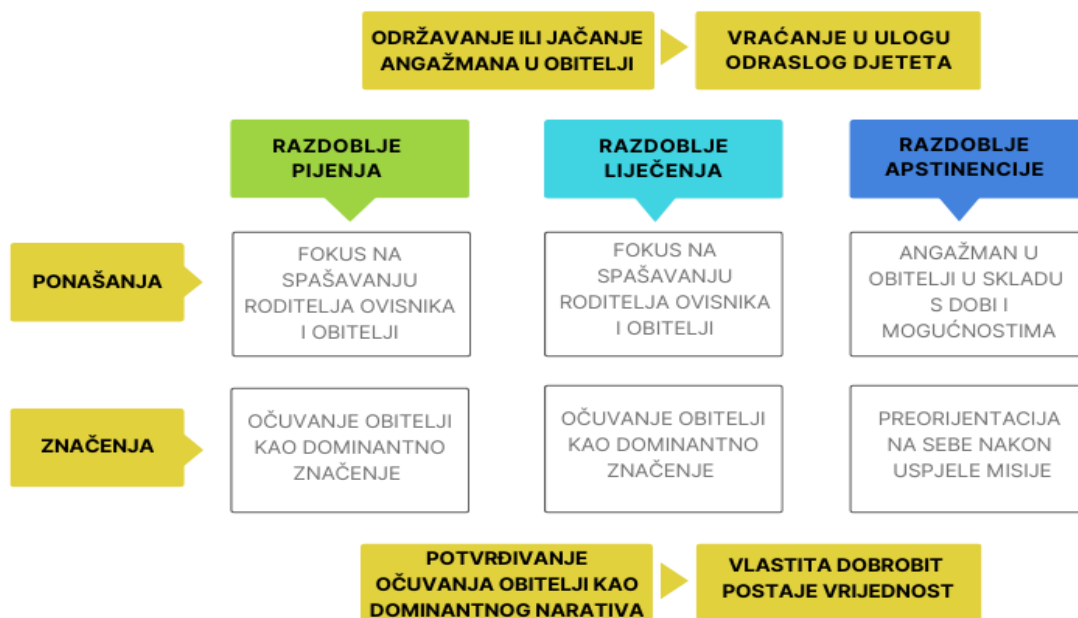 ODRŽAVANJE ILI JAČANJE
ANGAŽMANA U OBITELJI
VRAĆANJE U ULOGU
ODRASLOG DJETETA
RAZDOBLJE
PIJENJA
RAZDOBLJE
LIJEČENJA
RAZDOBLJE
APSTINENCIJE
PONAŠANJA
FOKUS NA
SPAŠAVANJU
RODITELJA OVISNIKA
I OBITELJI
FOKUS NA
SPAŠAVANJU
RODITELJA OVISNIKA
I OBITELJI
ANGAŽMAN U
OBITELJI U SKLADU
S DOBI I
MOGUĆNOSTIMA
ZNAČENJA
OČUVANJE OBITELJI
KAO DOMINANTNO
ZNAČENJE
OČUVANJE OBITELJI
KAO DOMINANTNO
ZNAČENJE
PREORIJENTACIJA
NA SEBE NAKON
USPJELE MISIJE
POTVRĐIVANJE
OČUVANJA OBITELJI KAO
DOMINANTNOG NARATIVA
VLASTITA DOBROBIT
POSTAJE VRIJEDNOST